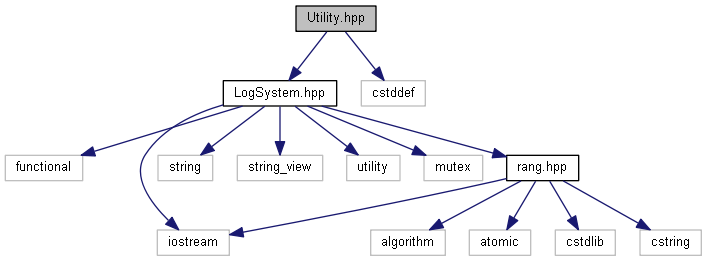 Utility.hpp
LogSystem.hpp
cstddef
functional
string
string_view
utility
mutex
rang.hpp
iostream
algorithm
atomic
cstdlib
cstring